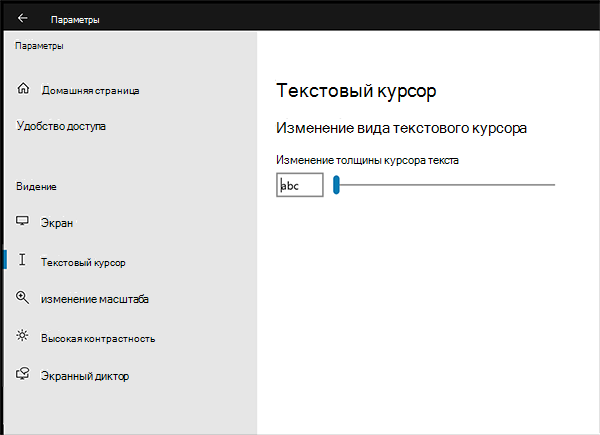 Параметры
Параметры
Домашняя страница
Удобство доступа
Видение
Экран
Текстовый курсор
изменение масштаба
Высокая контрастность
Экранный диктор
Текстовый курсор
Изменение вида текстового курсора
Изменение толщины курсора текста
abc